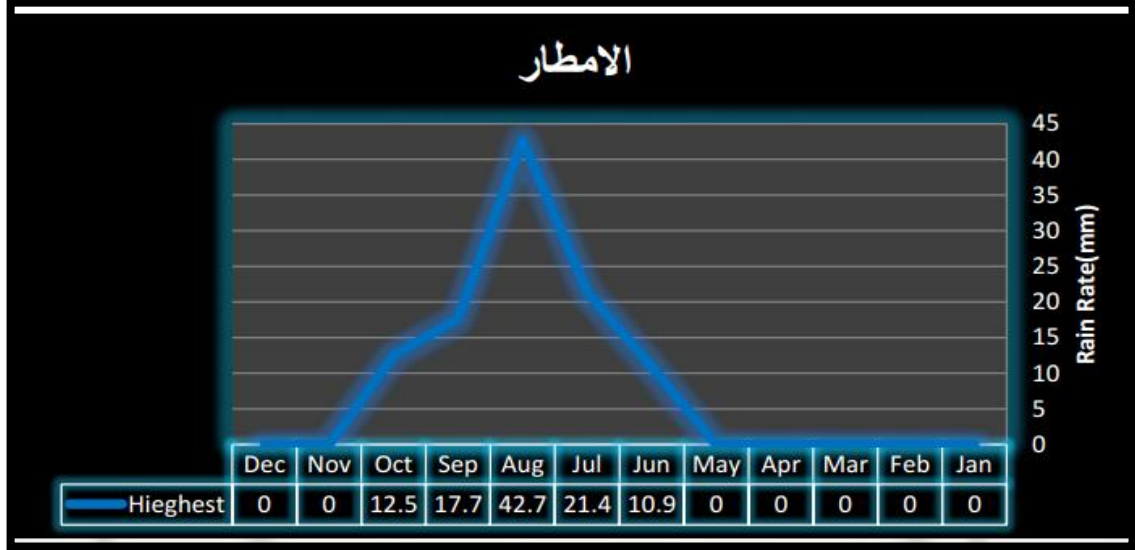 الامطار
45
40
35
30
25
20
15
10
5
0
Rain Rate(mm)
Dec Nov Oct Sep Aug Jul Jun May Apr Mar Feb Jan
Hieghest 0 0 12.5 17.7 42.7 21.4 10.9 0 0 0 0 0